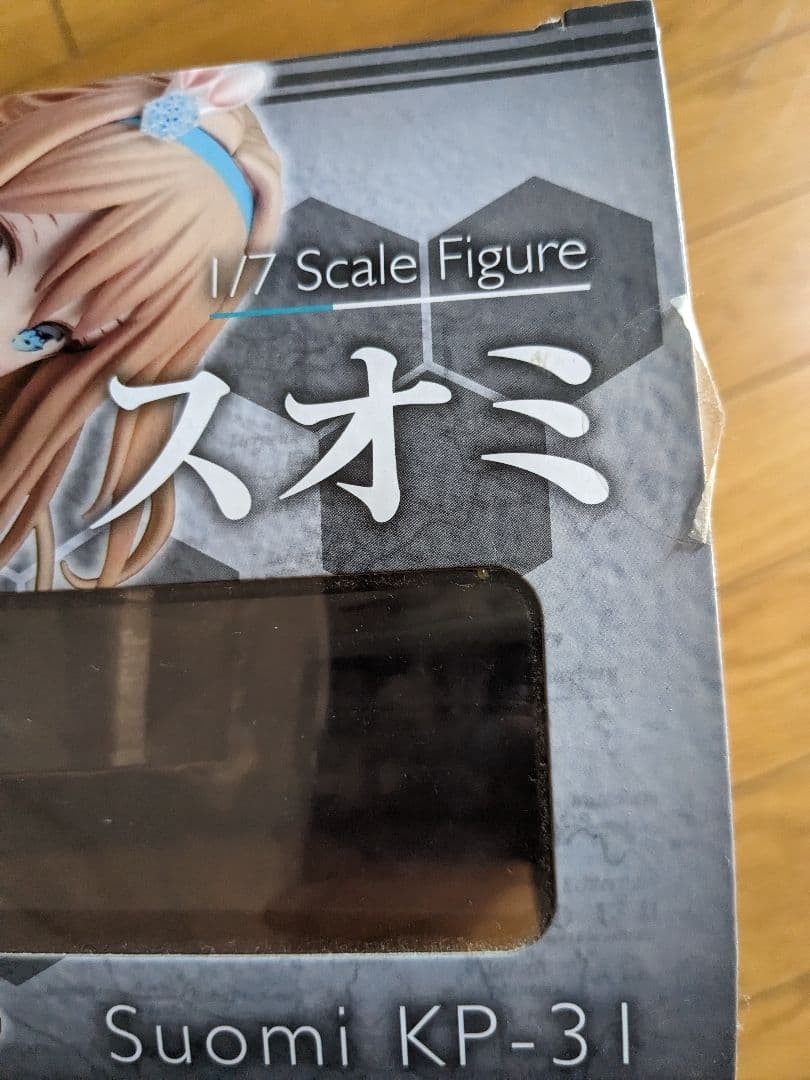 1/7 Scale Figure
スオミ
Suomi KP-31